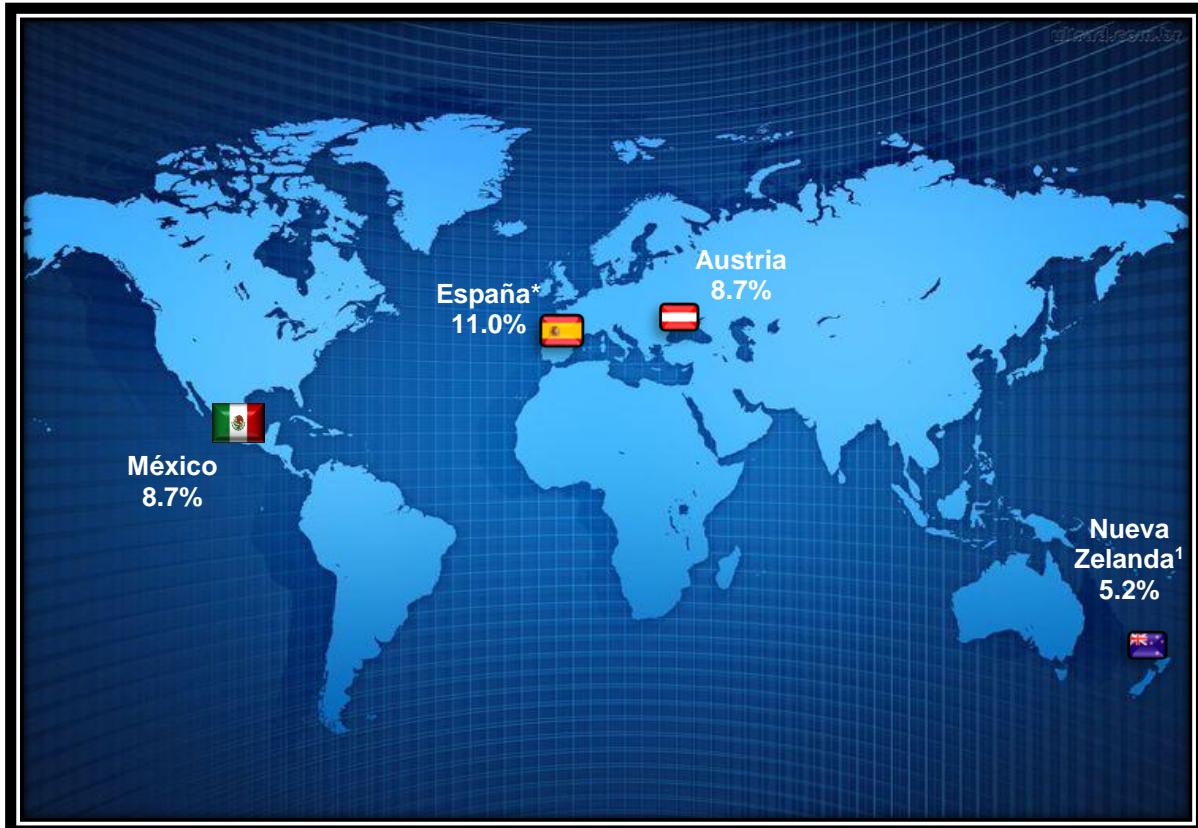 Austria
8.7%
España*
11.0%
México
8.7%
Nueva
Zelanda¹
5.2%